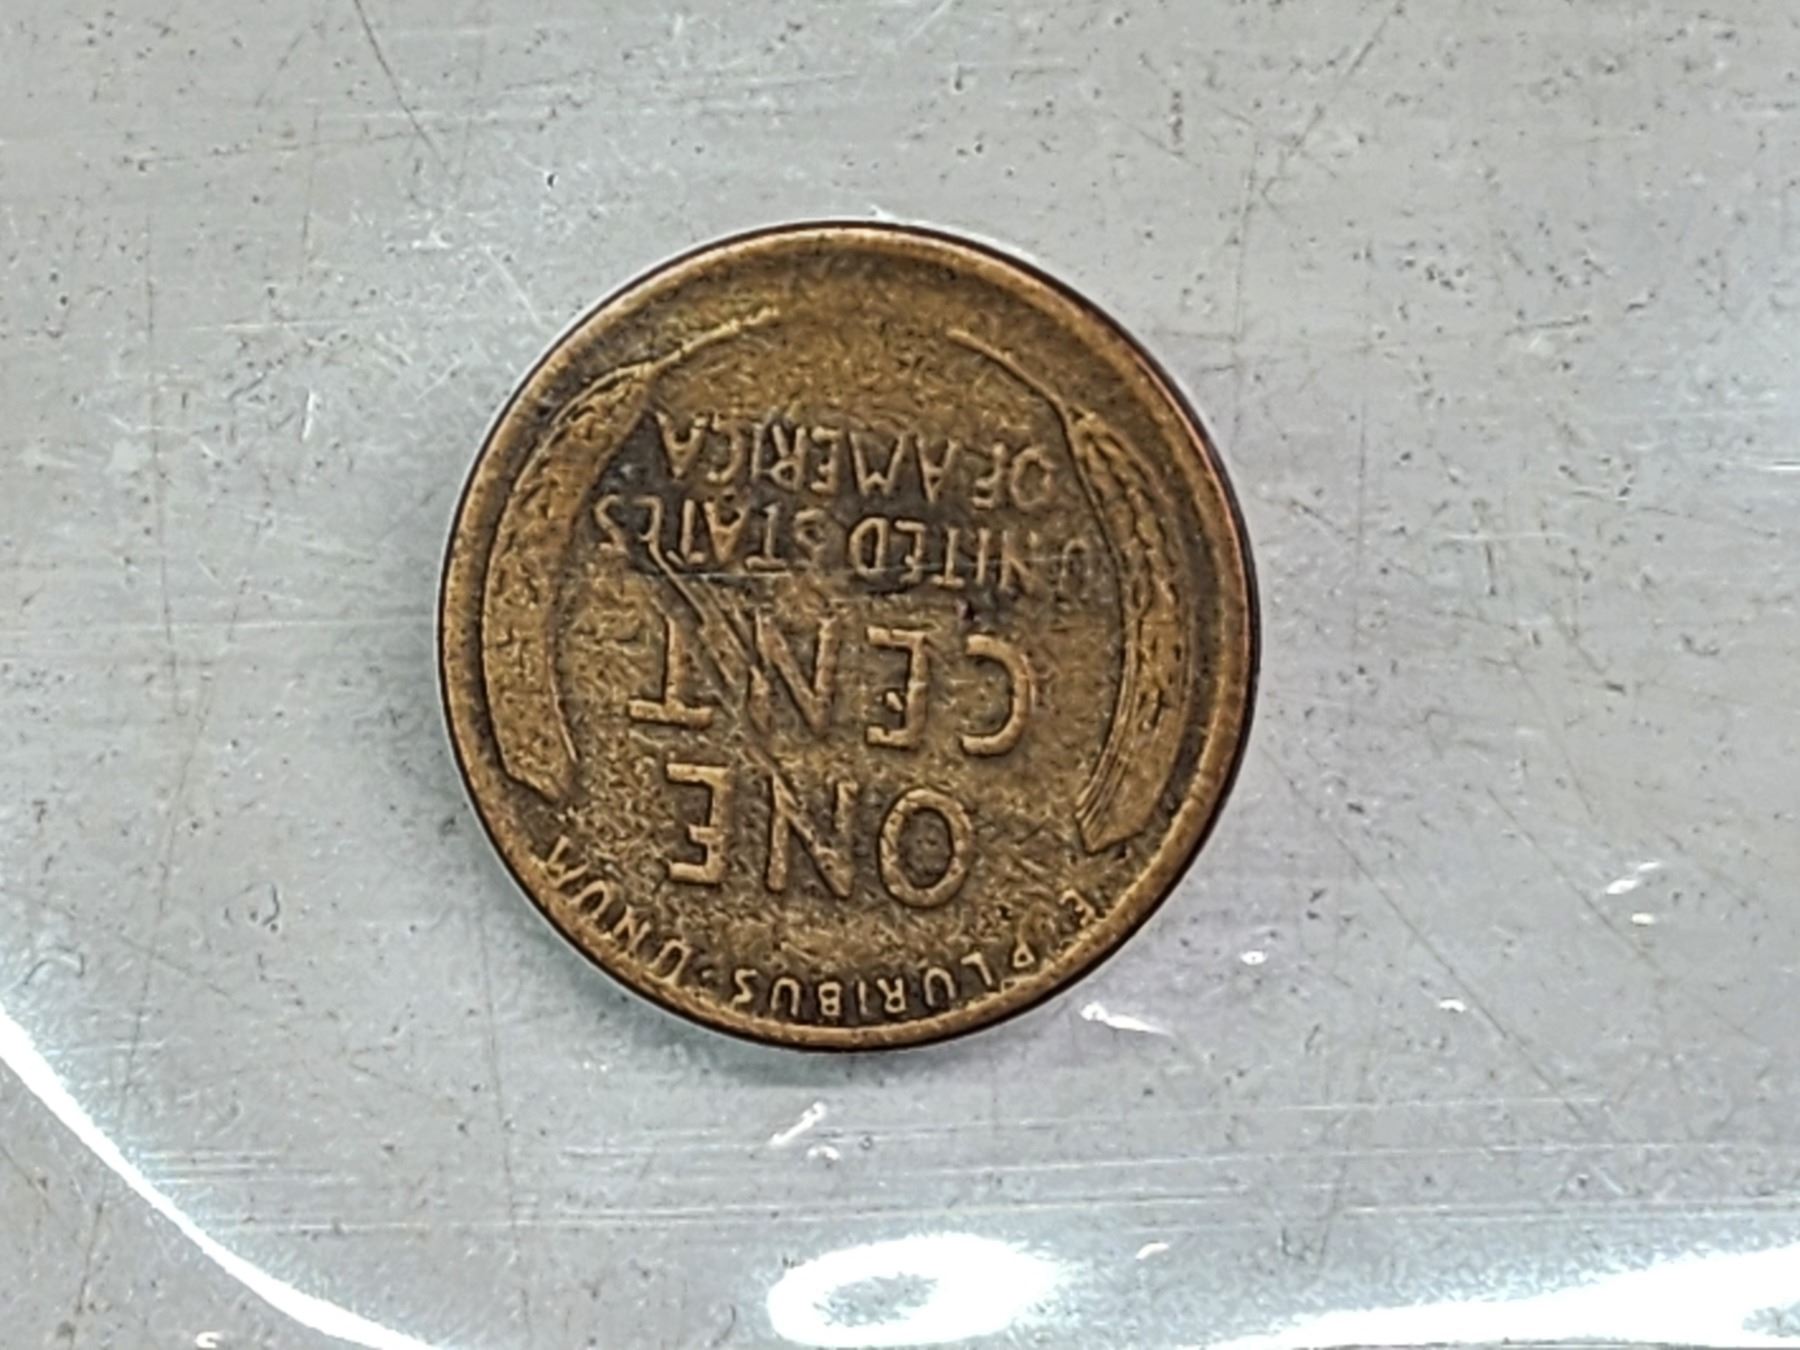 E · PLURIBUS · UNUM
ONE
CENT
UNITED STATES
OF AMERICA